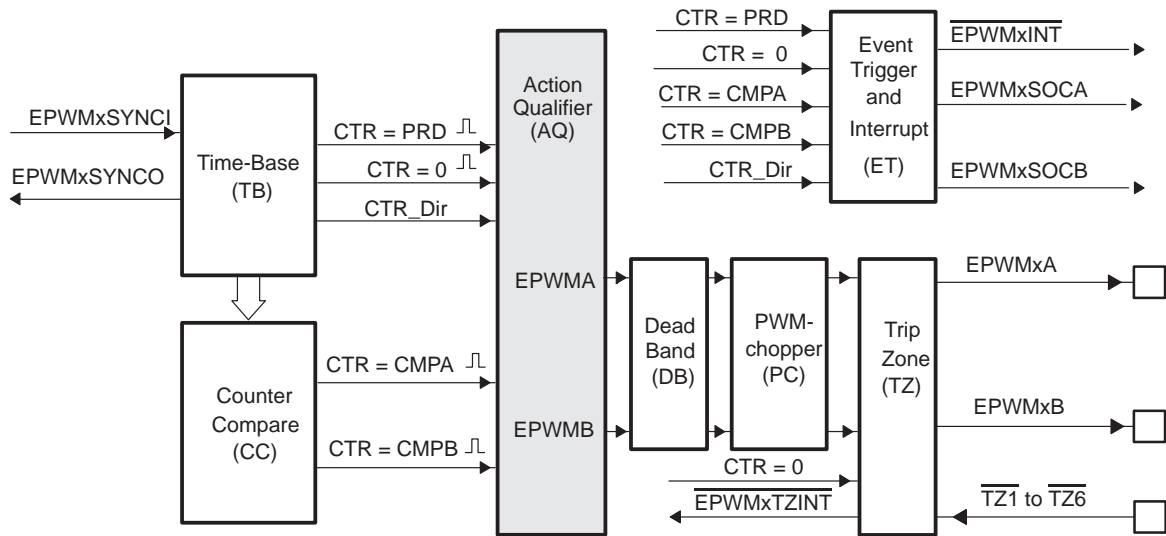 EPWMxSYNCI
EPWMxSYNCO
Time-Base
(TB)
CTR = PRD
CTR = 0
CTR_Dir
Counter
Compare
(CC)
CTR = CMPA
CTR = CMPB
Action
Qualifier
(AQ)
EPWMA
EPWMB
CTR = PRD
CTR = 0
CTR = CMPA
CTR = CMPB
CTR_Dir
Event
Trigger
and
Interrupt
(ET)
EPWMxINT
EPWMxSOCA
EPWMxSOCB
Dead
Band
(DB)
PWM-
chopper
(PC)
Trip
Zone
(TZ)
EPWMxA
EPWMxB
CTR = 0
EPWMxTZINT
TZ1 to TZ6